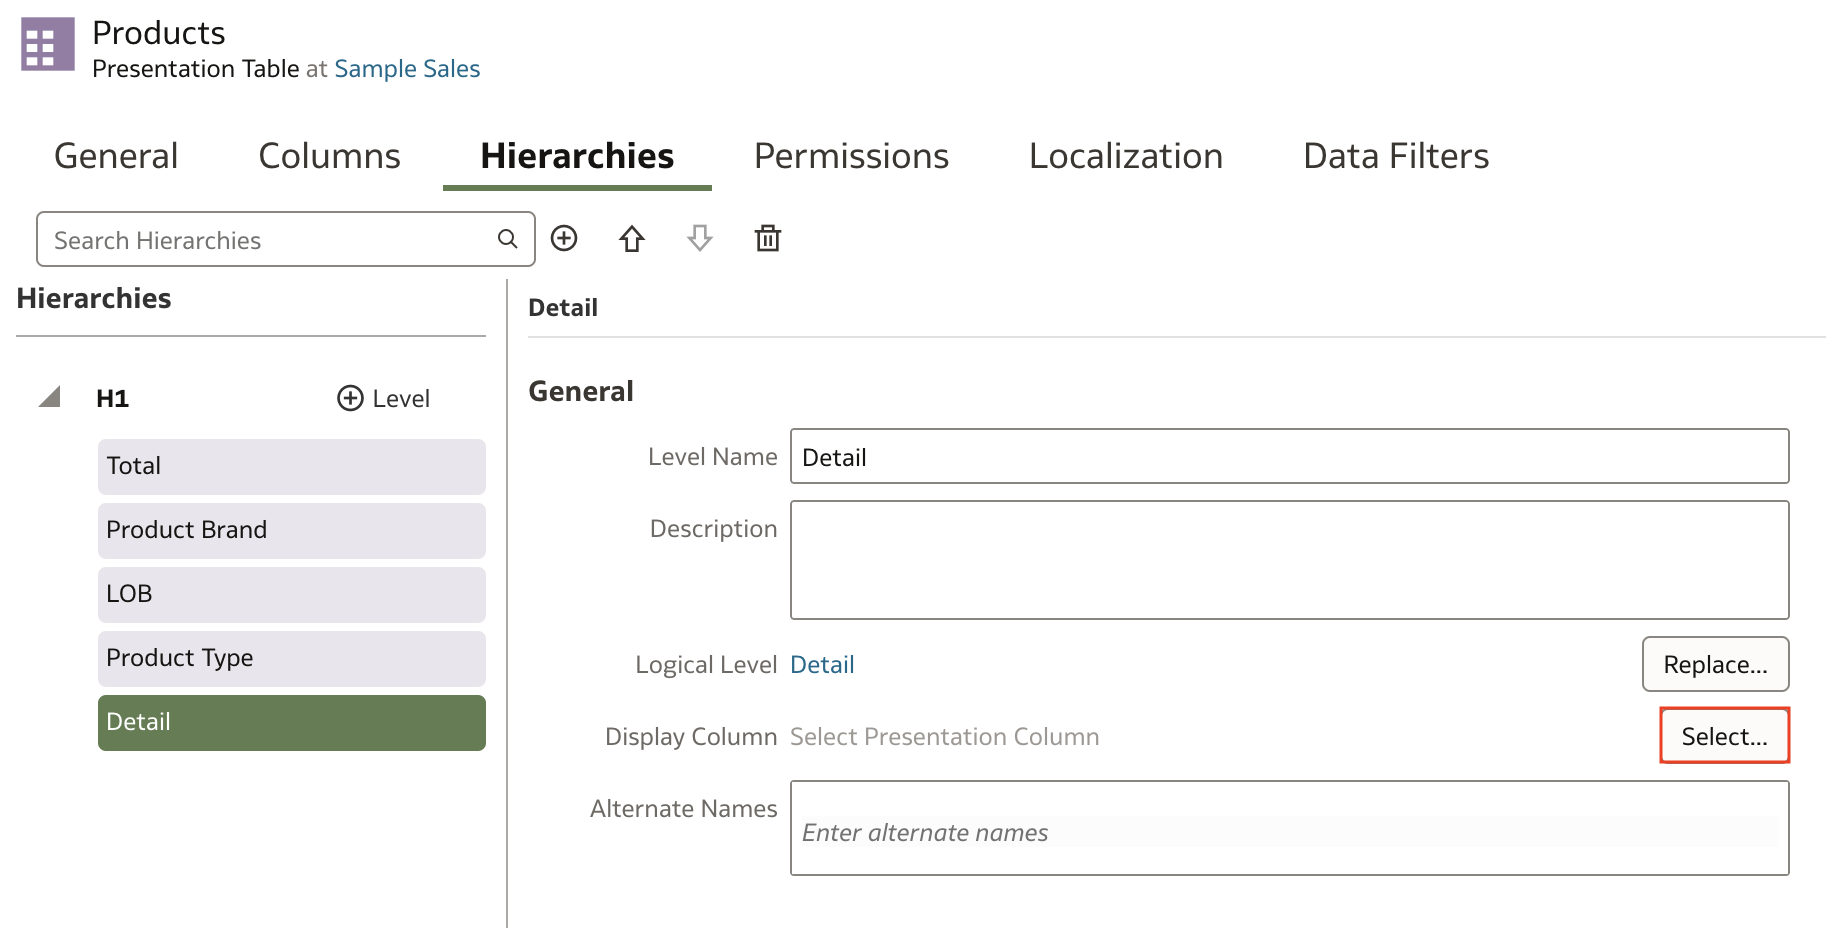 Products
Presentation Table at Sample Sales
General Columns Hierarchies Permissions Localization Data Filters
Search Hierarchies
Hierarchies
H1 Level
Total
Product Brand
LOB
Product Type
Detail
Detail
General
Level Name Detail
Description
Logical Level Detail Replace...
Display Column Select Presentation Column Select...
Alternate Names Enter alternate names